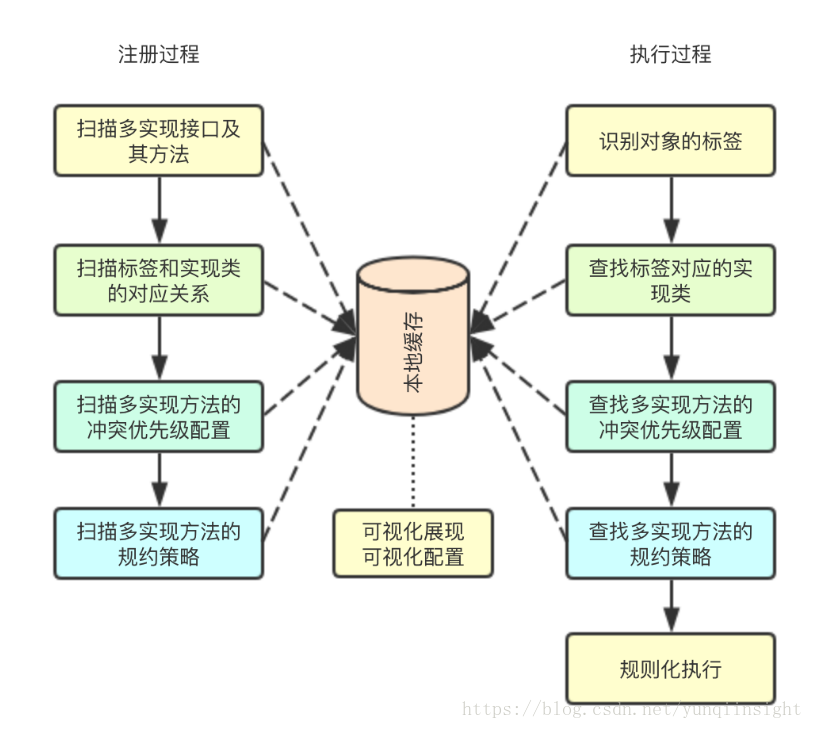 注册过程
执行过程
扫描多实现接口及
其方法
识别对象的标签
扫描标签和实现类
的对应关系
查找标签对应的实
现类
本地缓存
扫描多实现方法的
冲突优先级配置
查找多实现方法的
冲突优先级配置
扫描多实现方法的
规约策略
可视化展现
可视化配置
查找多实现方法的
规约策略
规则化执行
https://blog.csdn.net/yunqiinsight